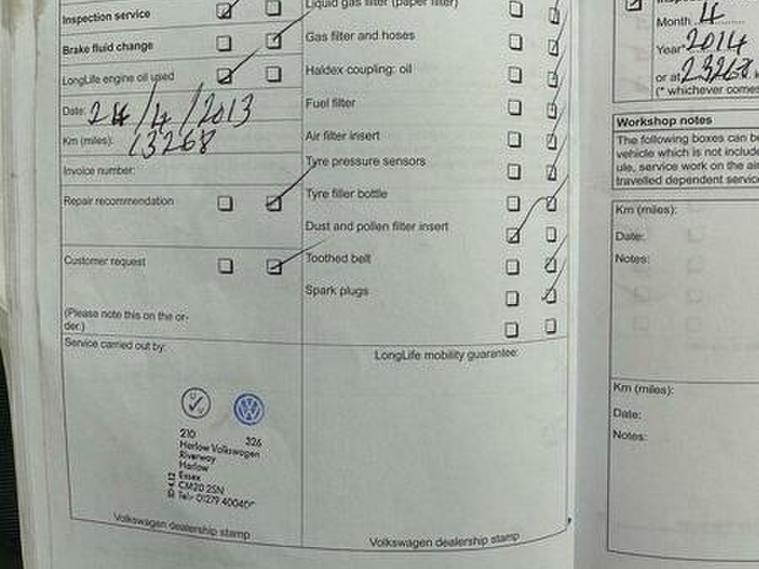 Inspection service
Brake fluid change
LongLife engine oil used
Date: 24/4/2013
Km (miles): 13268
Invoice number:
Repair recommendation
Customer request
(Please note this on the or-
der.)
Service carried out by:
210 326
Harlow Volkswagen
Riverway
Harlow
Essex
CM20 2SN
Tel: 01279 40040
Volkswagen dealership stamp
Liquid gas filter (paper filter)
Gas filter and hoses
Haldex coupling: oil
Fuel filter
Air filter insert
Tyre pressure sensors
Tyre filler bottle
Dust and pollen filter insert
Toothed belt
Spark plugs
LongLife mobility guarantee:
Volkswagen dealership stamp
Month 4
Year* 2014
or at 23268
(* whichever comes
Workshop notes
The following boxes can be
vehicle which is not include
ule, service work on the air
travelled dependent service
Km (miles):
Date:
Notes:
Km (miles):
Date:
Notes: